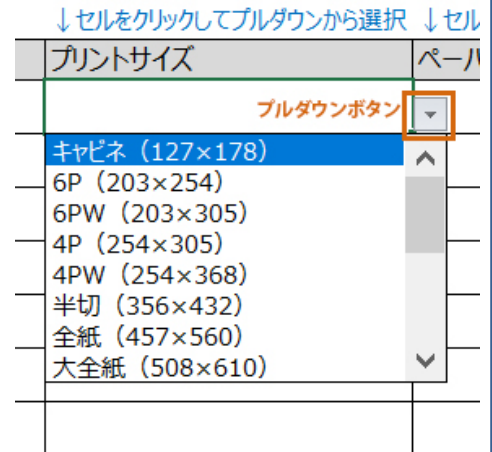 ↓セルをクリックしてプルダウンから選択 ↓セル
プリントサイズ ペーパ
プルダウンボタン
キャビネ（127×178）
6P（203×254）
6PW（203×305）
4P（254×305）
4PW（254×368）
半切（356×432）
全紙（457×560）
大全紙（508×610）